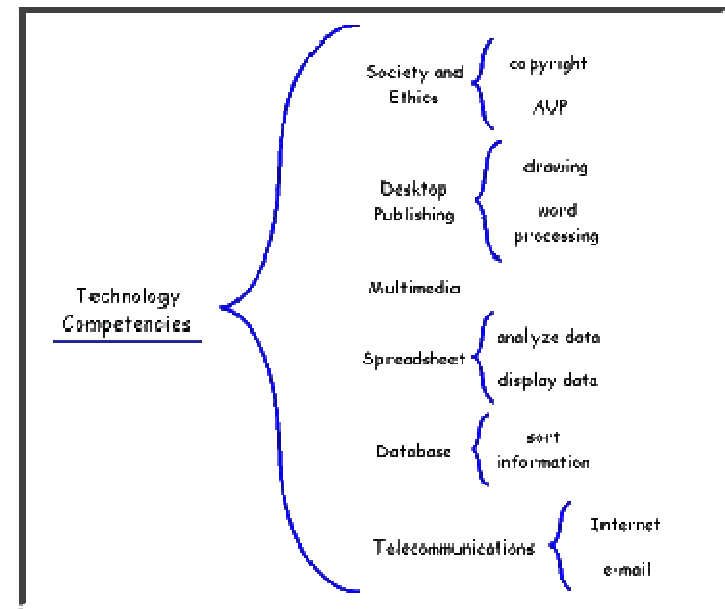 Technology
Competencies
Society and
Ethics
copyright
AUP
Desktop
Publishing
drawing
word
processing
Multimedia
Spreadsheet
analyze data
display data
Database
sort
information
Telecommunications
Internet
e-mail